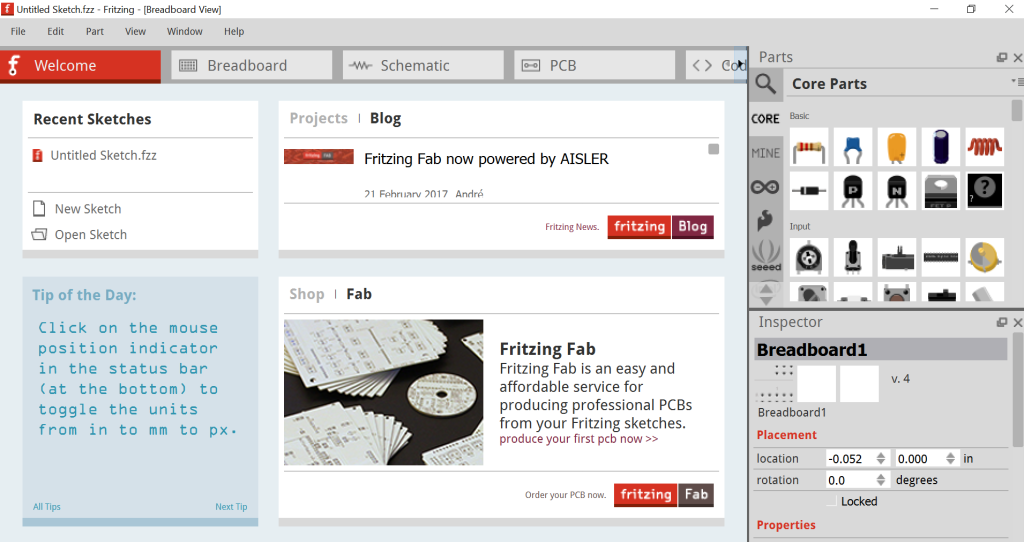 Untitled Sketch.fzz - Fritzing - [Breadboard View]
File Edit Part View Window Help
Welcome
Breadboard
Schematic
PCB
Recent Sketches
Untitled Sketch.fzz
New Sketch
Open Sketch
Projects | Blog
Fritzing Fab now powered by AISLER
21 February 2017 André
Fritzing News.
fritzing Blog
Tip of the Day:
Click on the mouse
position indicator
in the status bar
(at the bottom) to
toggle the units
from in to mm to px.
All Tips
Next Tip
Shop | Fab
Fritzing Fab
Fritzing Fab is an easy and
affordable service for
producing professional PCBs
from your Fritzing sketches.
produce your first pcb now >>
Order your PCB now.
fritzing Fab
Parts
Core Parts
CORE
MINE
seeed
Basic
P
N
?
?
Input
Inspector
Breadboard1
v. 4
Breadboard1
Placement
location -0.052 0.000 in
rotation 0.0 degrees
Locked
Properties